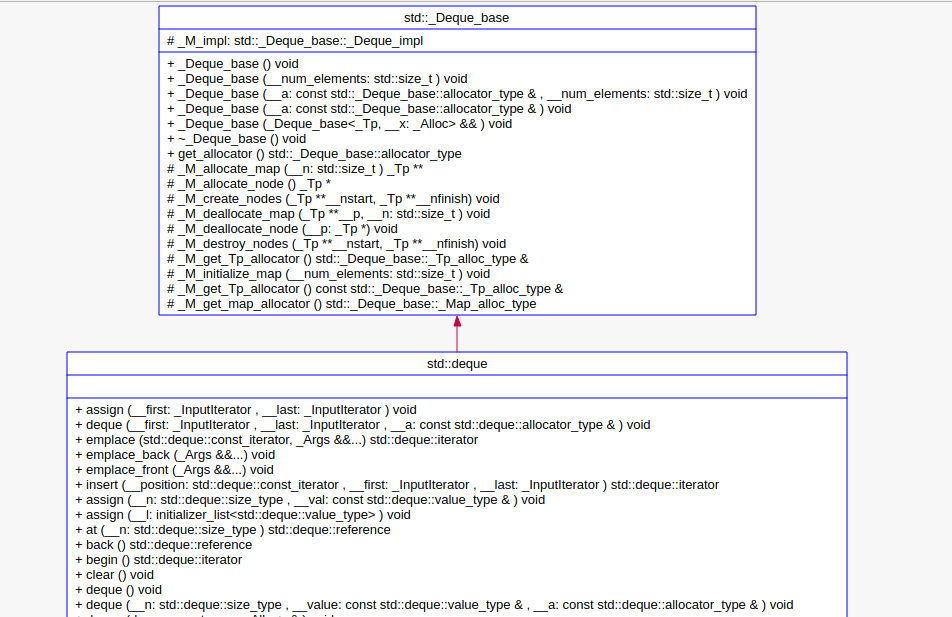 std::_Deque_base
# _M_impl: std::_Deque_base::_Deque_impl
+ _Deque_base () void
+ _Deque_base (__num_elements: std::size_t ) void
+ _Deque_base (__a: const std::_Deque_base::allocator_type & , __num_elements: std::size_t ) void
+ _Deque_base (__a: const std::_Deque_base::allocator_type & ) void
+ _Deque_base (_Deque_base<_Tp, __x: _Alloc> && ) void
+ ~_Deque_base () void
+ get_allocator () std::_Deque_base::allocator_type
# _M_allocate_map (__n: std::size_t ) _Tp **
# _M_allocate_node () _Tp *
# _M_create_nodes (_Tp **__nstart, _Tp **__nfinish) void
# _M_deallocate_map (_Tp **__p, __n: std::size_t ) void
# _M_deallocate_node (__p: _Tp *) void
# _M_destroy_nodes (_Tp **__nstart, _Tp **__nfinish) void
# _M_get_Tp_allocator () std::_Deque_base::_Tp_alloc_type &
# _M_initialize_map (__num_elements: std::size_t ) void
# _M_get_Tp_allocator () const std::_Deque_base::_Tp_alloc_type &
# _M_get_map_allocator () std::_Deque_base::_Map_alloc_type
std::deque
+ assign (__first: _InputIterator , __last: _InputIterator ) void
+ deque (__first: _InputIterator , __last: _InputIterator , __a: const std::deque::allocator_type & ) void
+ emplace (std::deque::const_iterator, _Args &&...) std::deque::iterator
+ emplace_back (_Args &&...) void
+ emplace_front (_Args &&...) void
+ insert (__position: std::deque::const_iterator , __first: _InputIterator , __last: _InputIterator ) std::deque::iterator
+ assign (__n: std::deque::size_type , __val: const std::deque::value_type & ) void
+ assign (__l: initializer_list<std::deque::value_type> ) void
+ at (__n: std::deque::size_type ) std::deque::reference
+ back () std::deque::reference
+ begin () std::deque::iterator
+ clear () void
+ deque () void
+ deque (__n: std::deque::size_type , __value: const std::deque::value_type & , __a: const std::deque::allocator_type & ) void